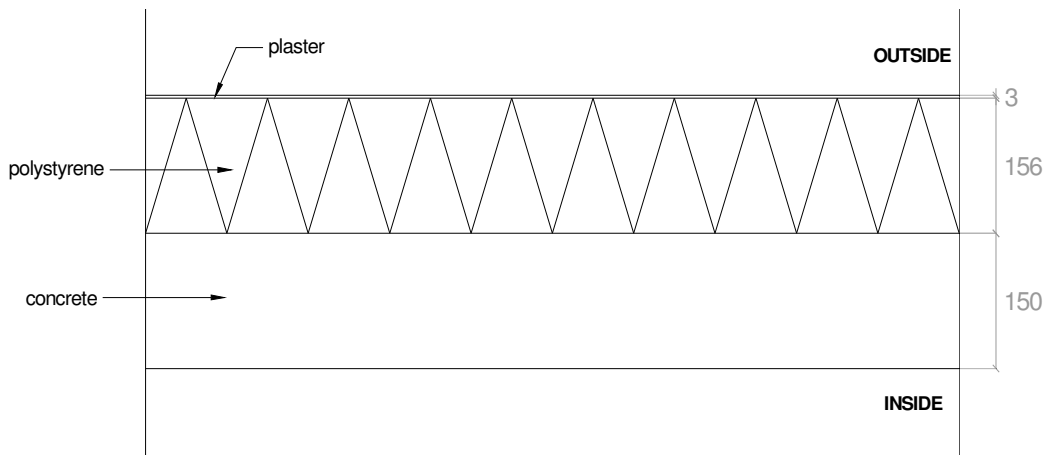 plaster
OUTSIDE
3
polystyrene
156
concrete
150
INSIDE